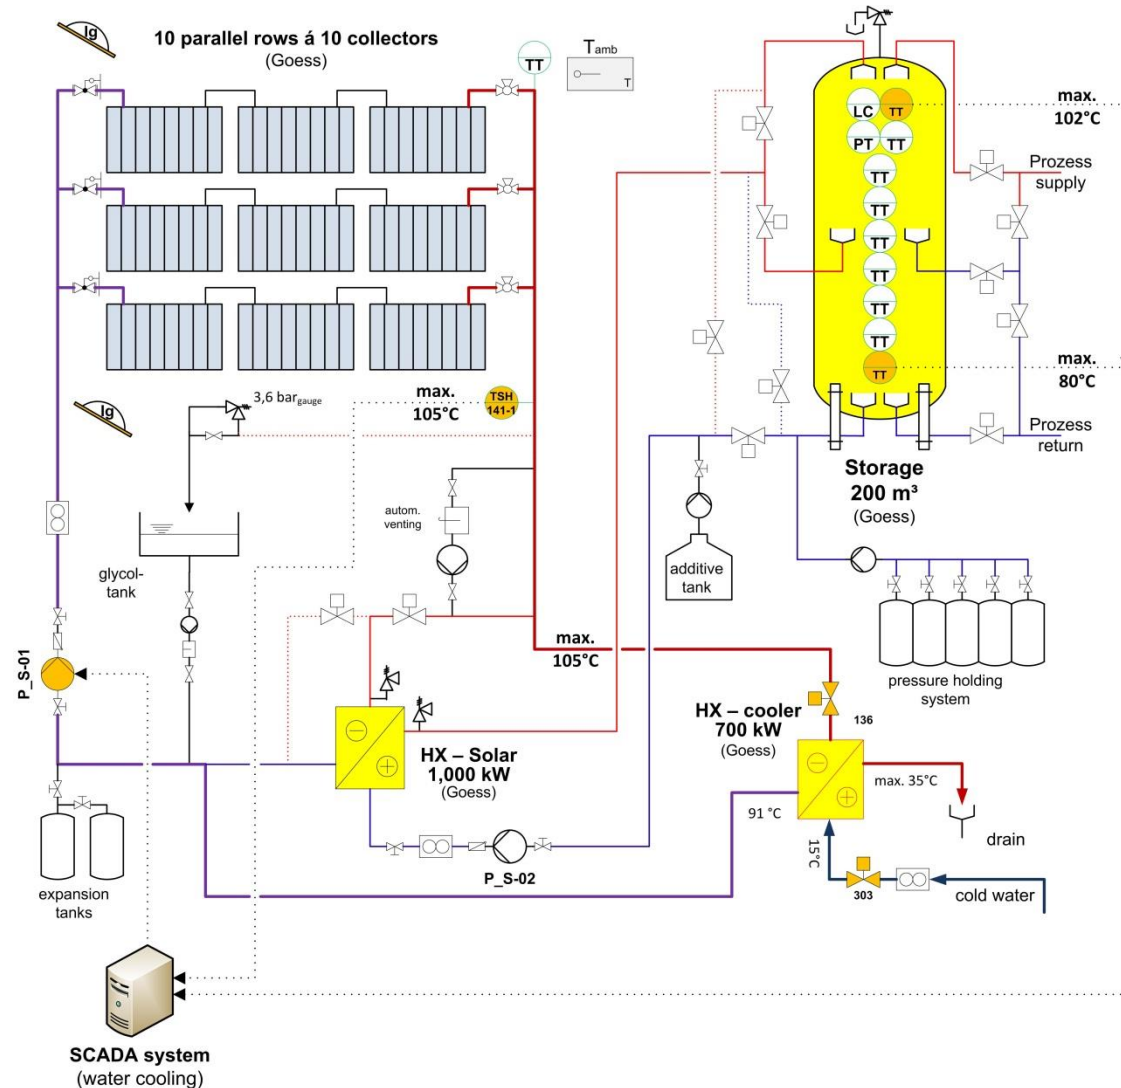 Ig
10 parallel rows á 10 collectors
(Goess)
TT
Tamb
T
LC
TT
PT
TT
TT
TT
TT
TT
TT
TT
TT
max.
102°C
Prozess
supply
max.
80°C
Prozess
return
Storage
200 m³
(Goess)
Ig
3,6 bar gauge
max.
105°C
TSH
141-1
autom.
venting
glycol-
tank
additive
tank
pressure holding
system
P_S-01
max.
105°C
HX – Solar
1,000 kW
(Goess)
HX – cooler
700 kW
(Goess)
136
max. 35°C
91 °C
15°C
drain
303
cold water
P_S-02
expansion
tanks
SCADA system
(water cooling)